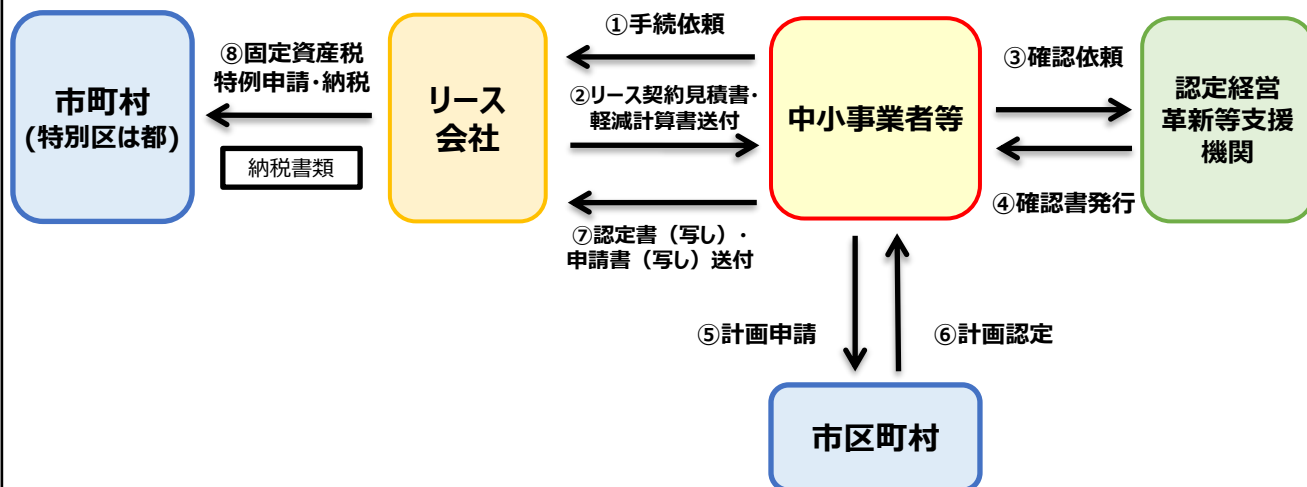 市町村
(特別区は都)
⑧固定資産税
特例申請・納税
納税書類
リース
会社
①手続依頼
②リース契約見積書・
軽減計算書送付
⑦認定書（写し）・
申請書（写し）送付
中小事業者等
③確認依頼
④確認書発行
認定経営
革新等支援
機関
⑤計画申請
⑥計画認定
市区町村